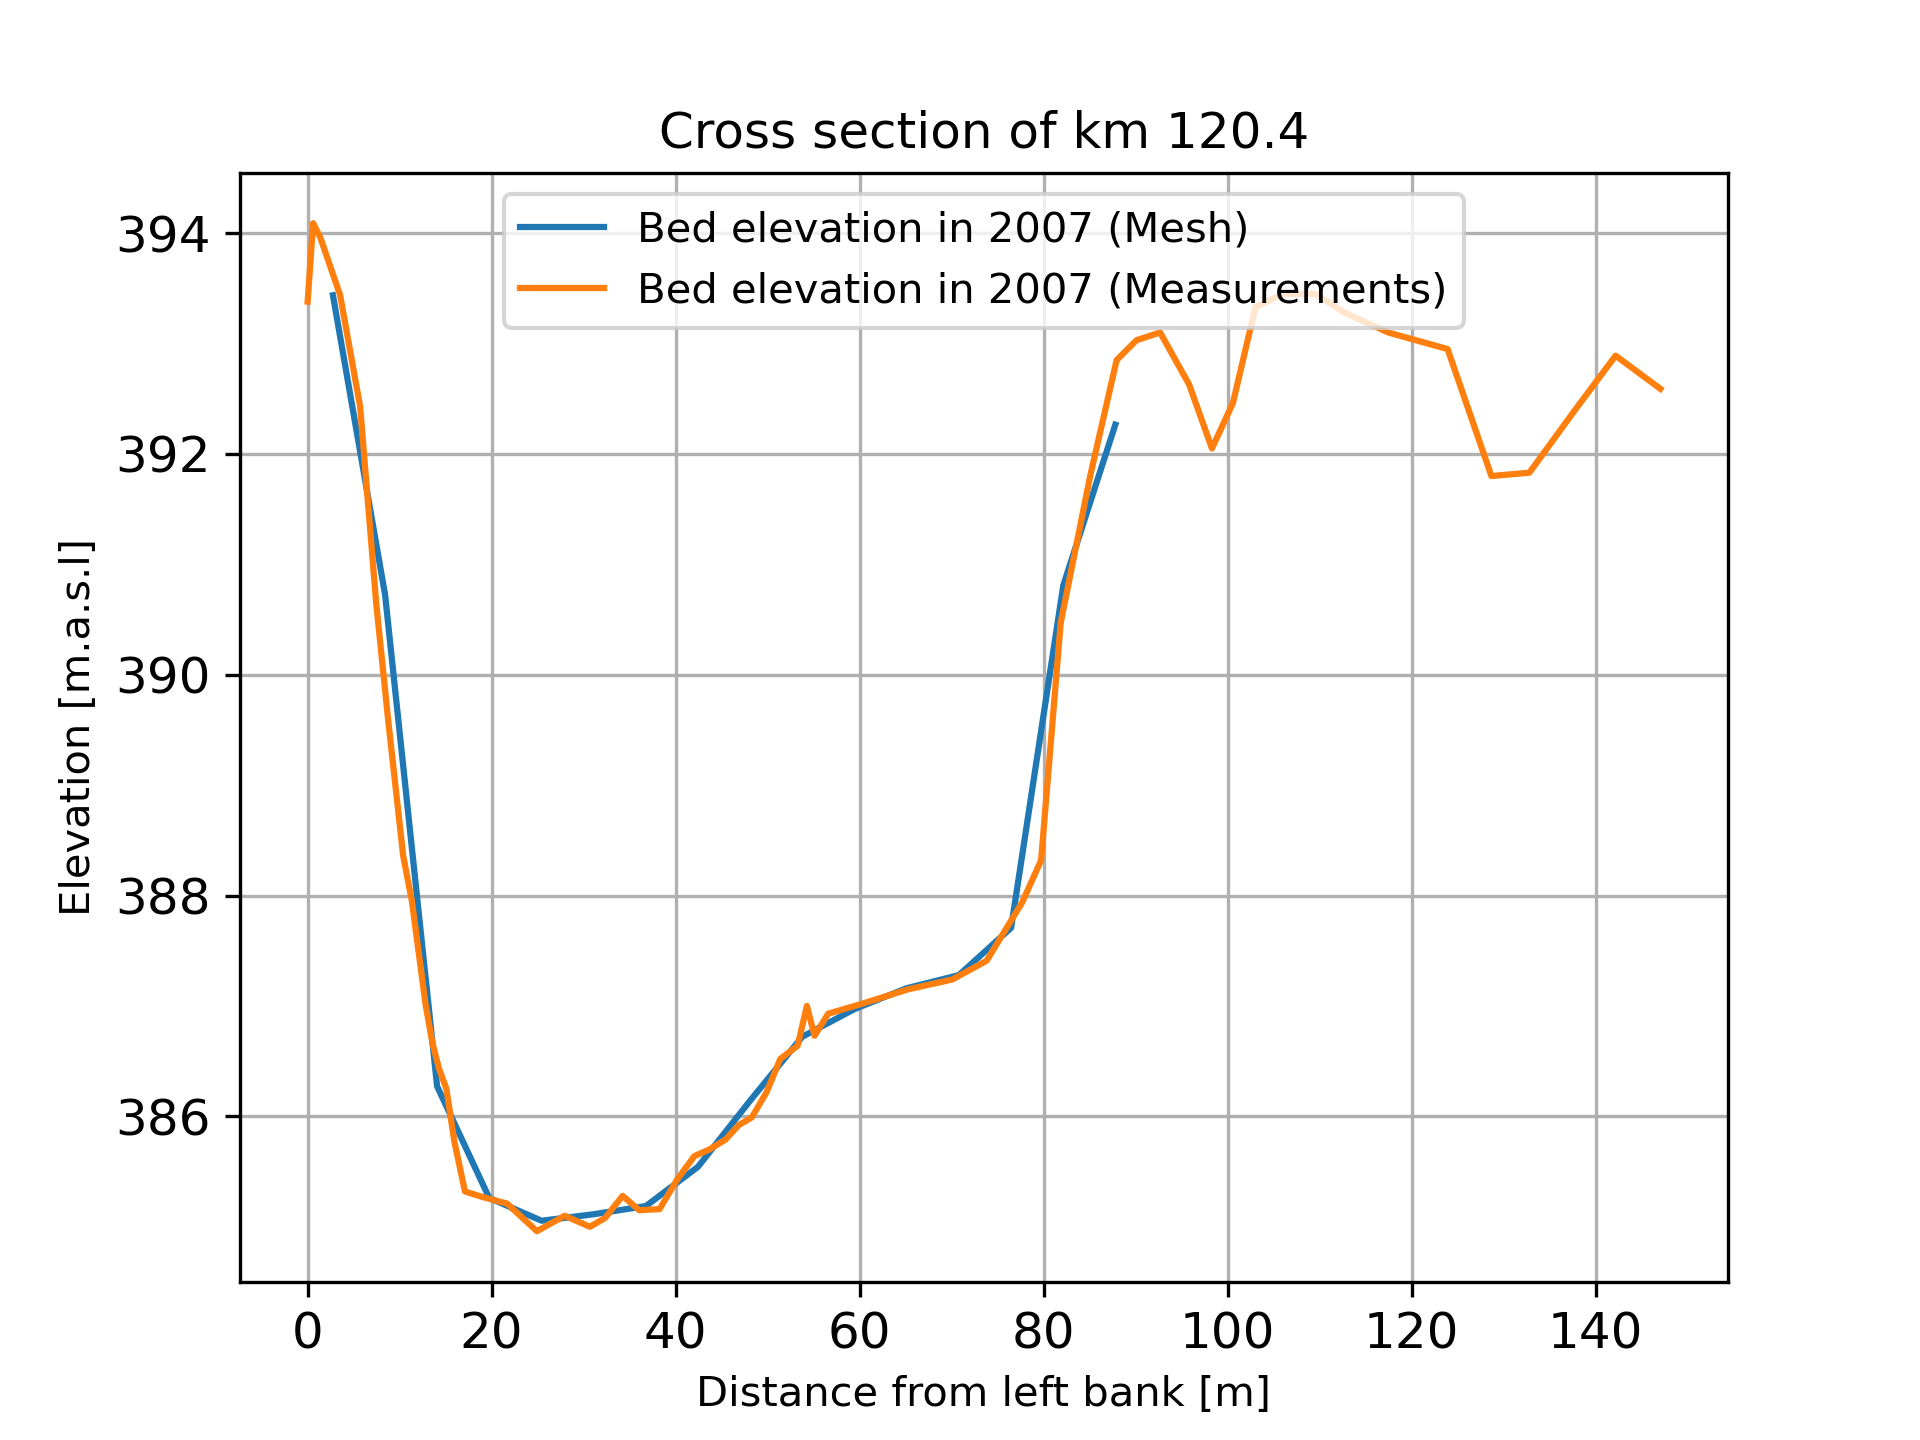 Cross section of km 120.4
Bed elevation in 2007 (Mesh)
Bed elevation in 2007 (Measurements)
394
392
390
388
386
Elevation [m.a.s.l]
0 20 40 60 80 100 120 140
Distance from left bank [m]